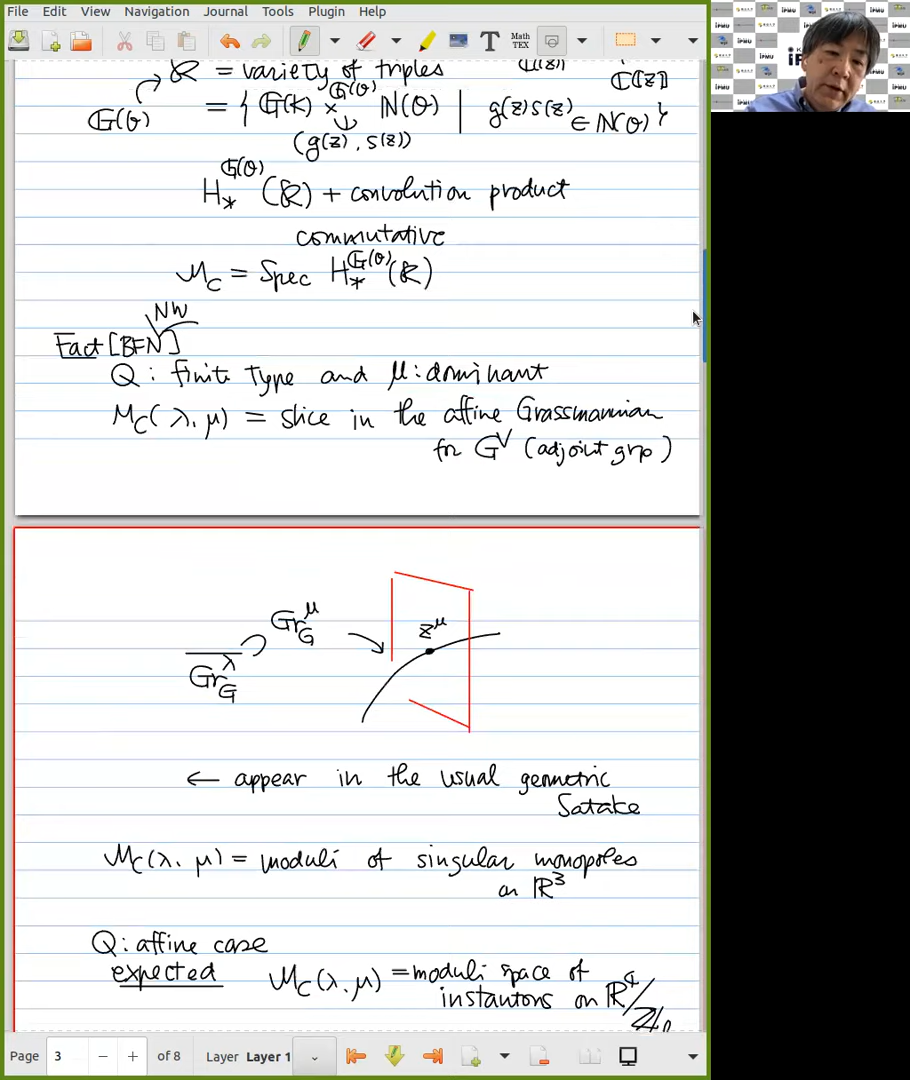 File Edit View Navigation Journal Tools Plugin Help
Math TEX
𝓡 = variety of triples
ℂ[[z]]
𝔾(𝒪) = { 𝔾(K) ×^{𝔾(𝒪)} N(𝒪) | g(z)s(z) ∈ N(𝒪) }
(g(z), s(z))
H_*^{𝔾(𝒪)}(𝓡) + convolution product
commutative
M_C = Spec H_*^{𝔾(𝒪)}(𝓡)
NW
Fact [BFN]
Q : finite type and μ : dominant
M_C(λ, μ) = slice in the affine Grassmannian
for G^∨ (adjoint grp)
Gr_G^μ
z^μ
Gr_G^λ
← appear in the usual geometric
Satake
M_C(λ, μ) = moduli of singular monopoles
on ℝ^3
Q : affine case
expected M_C(λ, μ) = moduli space of
instantons on ℝ^4/ℤ_ℓ
Page 3 − + of 8 Layer Layer 1